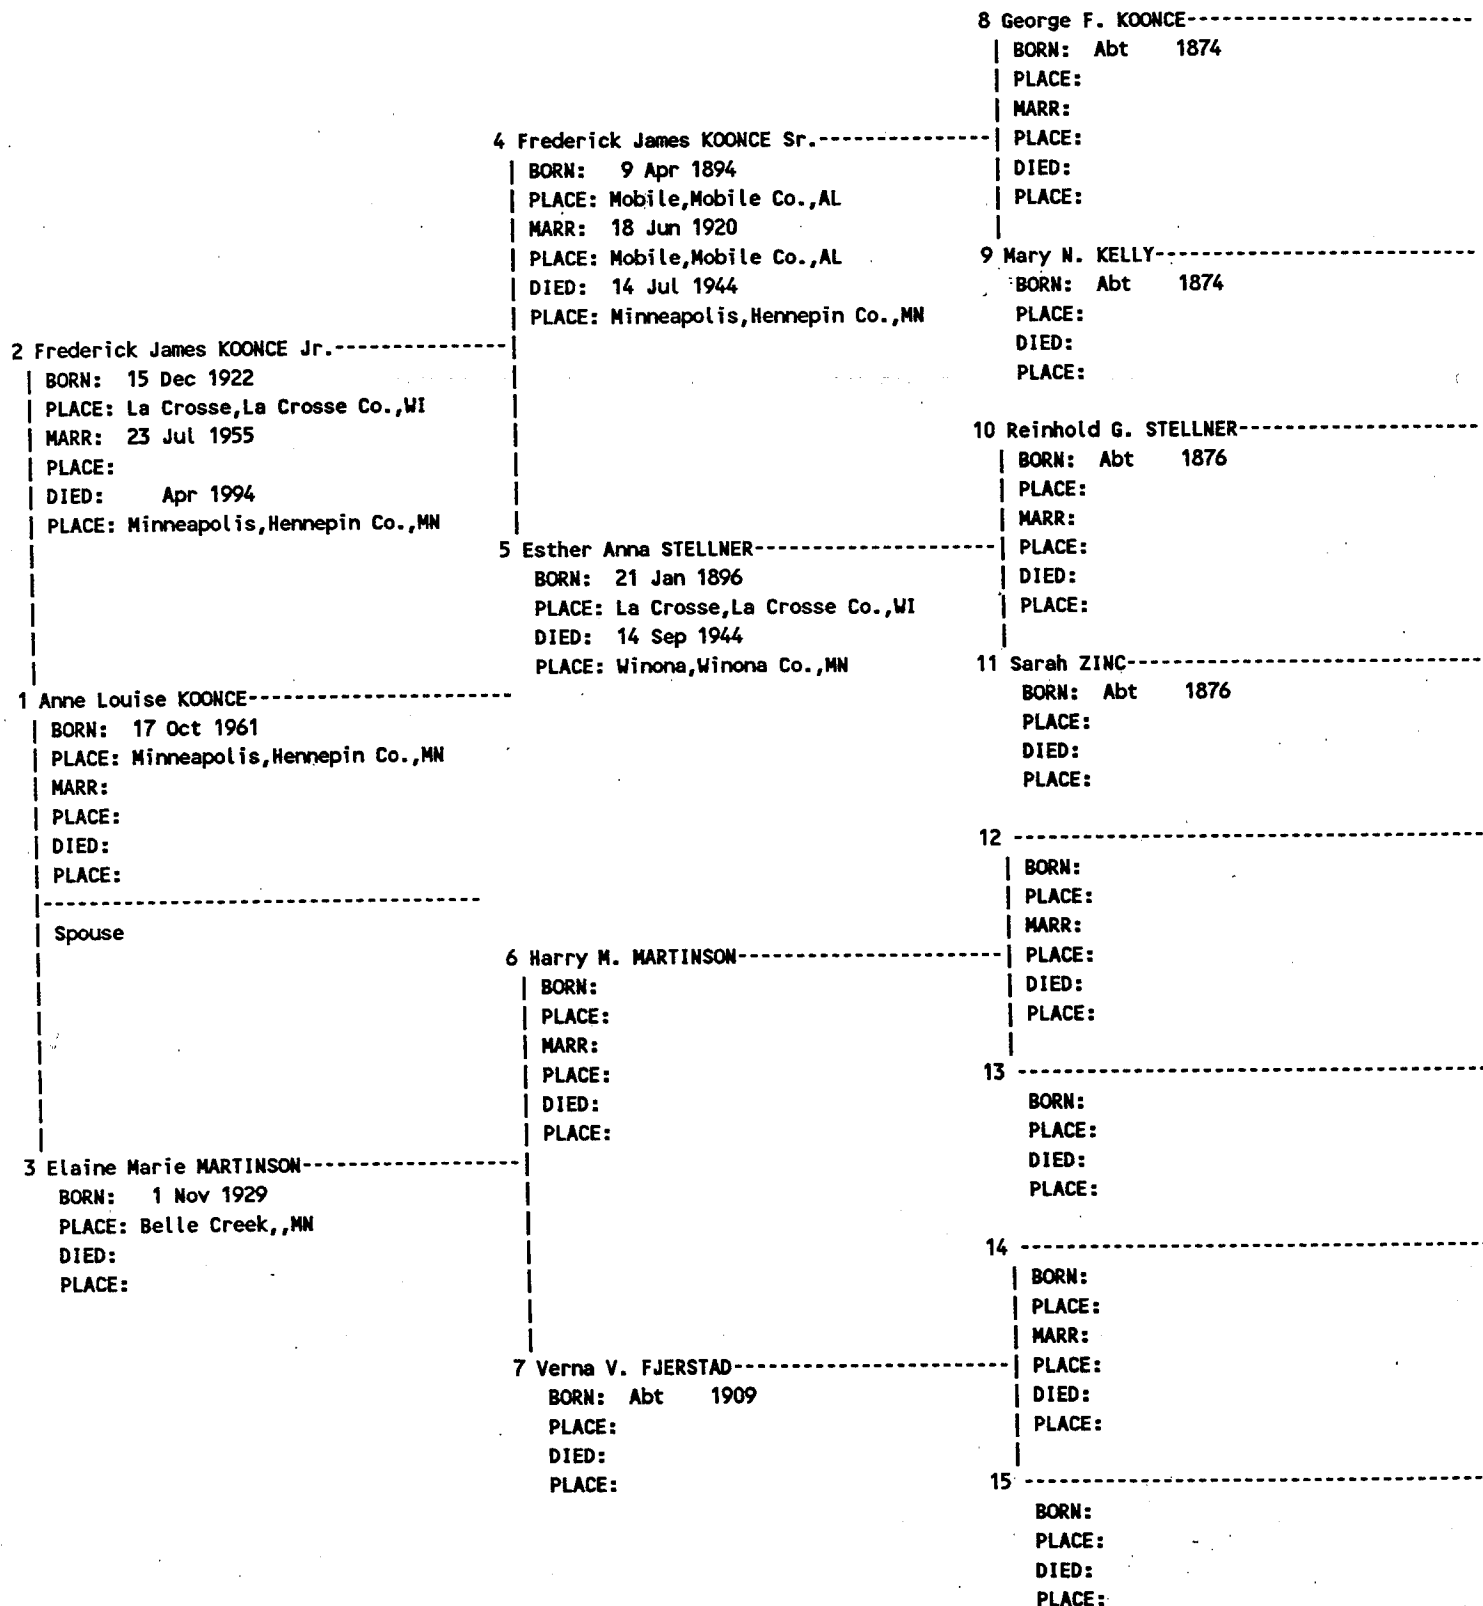 8 George F. KOONCE
BORN: Abt 1874
PLACE:
MARR:
PLACE:
DIED:
PLACE:
4 Frederick James KOONCE Sr.
BORN: 9 Apr 1894
PLACE: Mobile,Mobile Co.,AL
MARR: 18 Jun 1920
PLACE: Mobile,Mobile Co.,AL
DIED: 14 Jul 1944
PLACE: Minneapolis,Hennepin Co.,MN
9 Mary N. KELLY
BORN: Abt 1874
PLACE:
DIED:
PLACE:
2 Frederick James KOONCE Jr.
BORN: 15 Dec 1922
PLACE: La Crosse,La Crosse Co.,WI
MARR: 23 Jul 1955
PLACE:
DIED: Apr 1994
PLACE: Minneapolis,Hennepin Co.,MN
10 Reinhold G. STELLNER
BORN: Abt 1876
PLACE:
MARR:
PLACE:
DIED:
PLACE:
5 Esther Anna STELLNER
BORN: 21 Jan 1896
PLACE: La Crosse,La Crosse Co.,WI
DIED: 14 Sep 1944
PLACE: Winona,Winona Co.,MN
11 Sarah ZINC
BORN: Abt 1876
PLACE:
DIED:
PLACE:
1 Anne Louise KOONCE
BORN: 17 Oct 1961
PLACE: Minneapolis,Hennepin Co.,MN
MARR:
PLACE:
DIED:
PLACE:
Spouse
12
BORN:
PLACE:
MARR:
PLACE:
DIED:
PLACE:
6 Harry M. MARTINSON
BORN:
PLACE:
MARR:
PLACE:
DIED:
PLACE:
13
BORN:
PLACE:
DIED:
PLACE:
3 Elaine Marie MARTINSON
BORN: 1 Nov 1929
PLACE: Belle Creek,,MN
DIED:
PLACE:
14
BORN:
PLACE:
MARR:
PLACE:
DIED:
PLACE:
7 Verna V. FJERSTAD
BORN: Abt 1909
PLACE:
DIED:
PLACE:
15
BORN:
PLACE:
DIED:
PLACE: